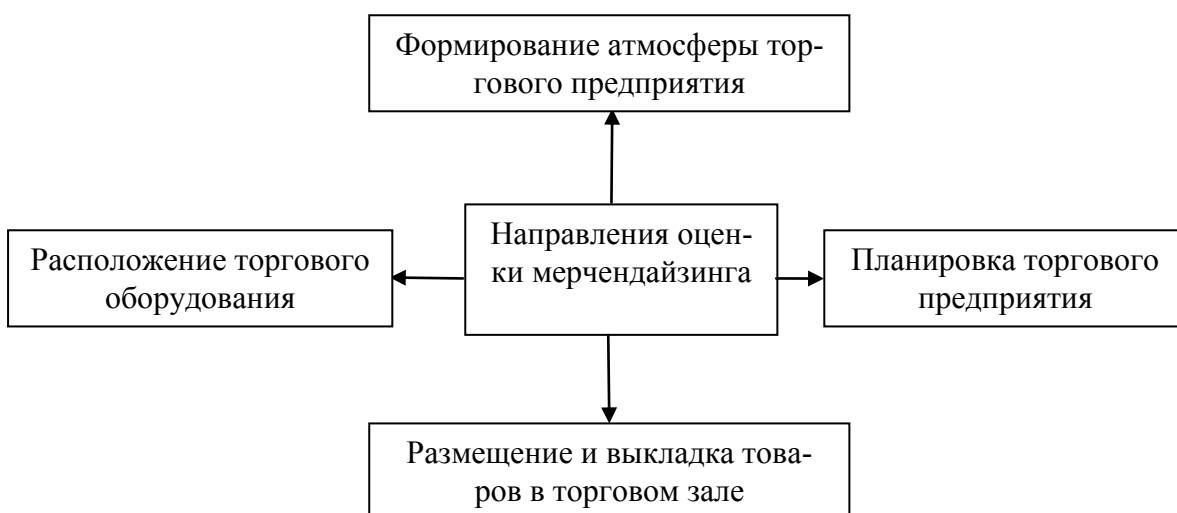 Формирование атмосферы тор-
гового предприятия
Направления оцен-
ки мерчендайзинга
Расположение торгового
оборудования
Планировка торгового
предприятия
Размещение и выкладка това-
ров в торговом зале